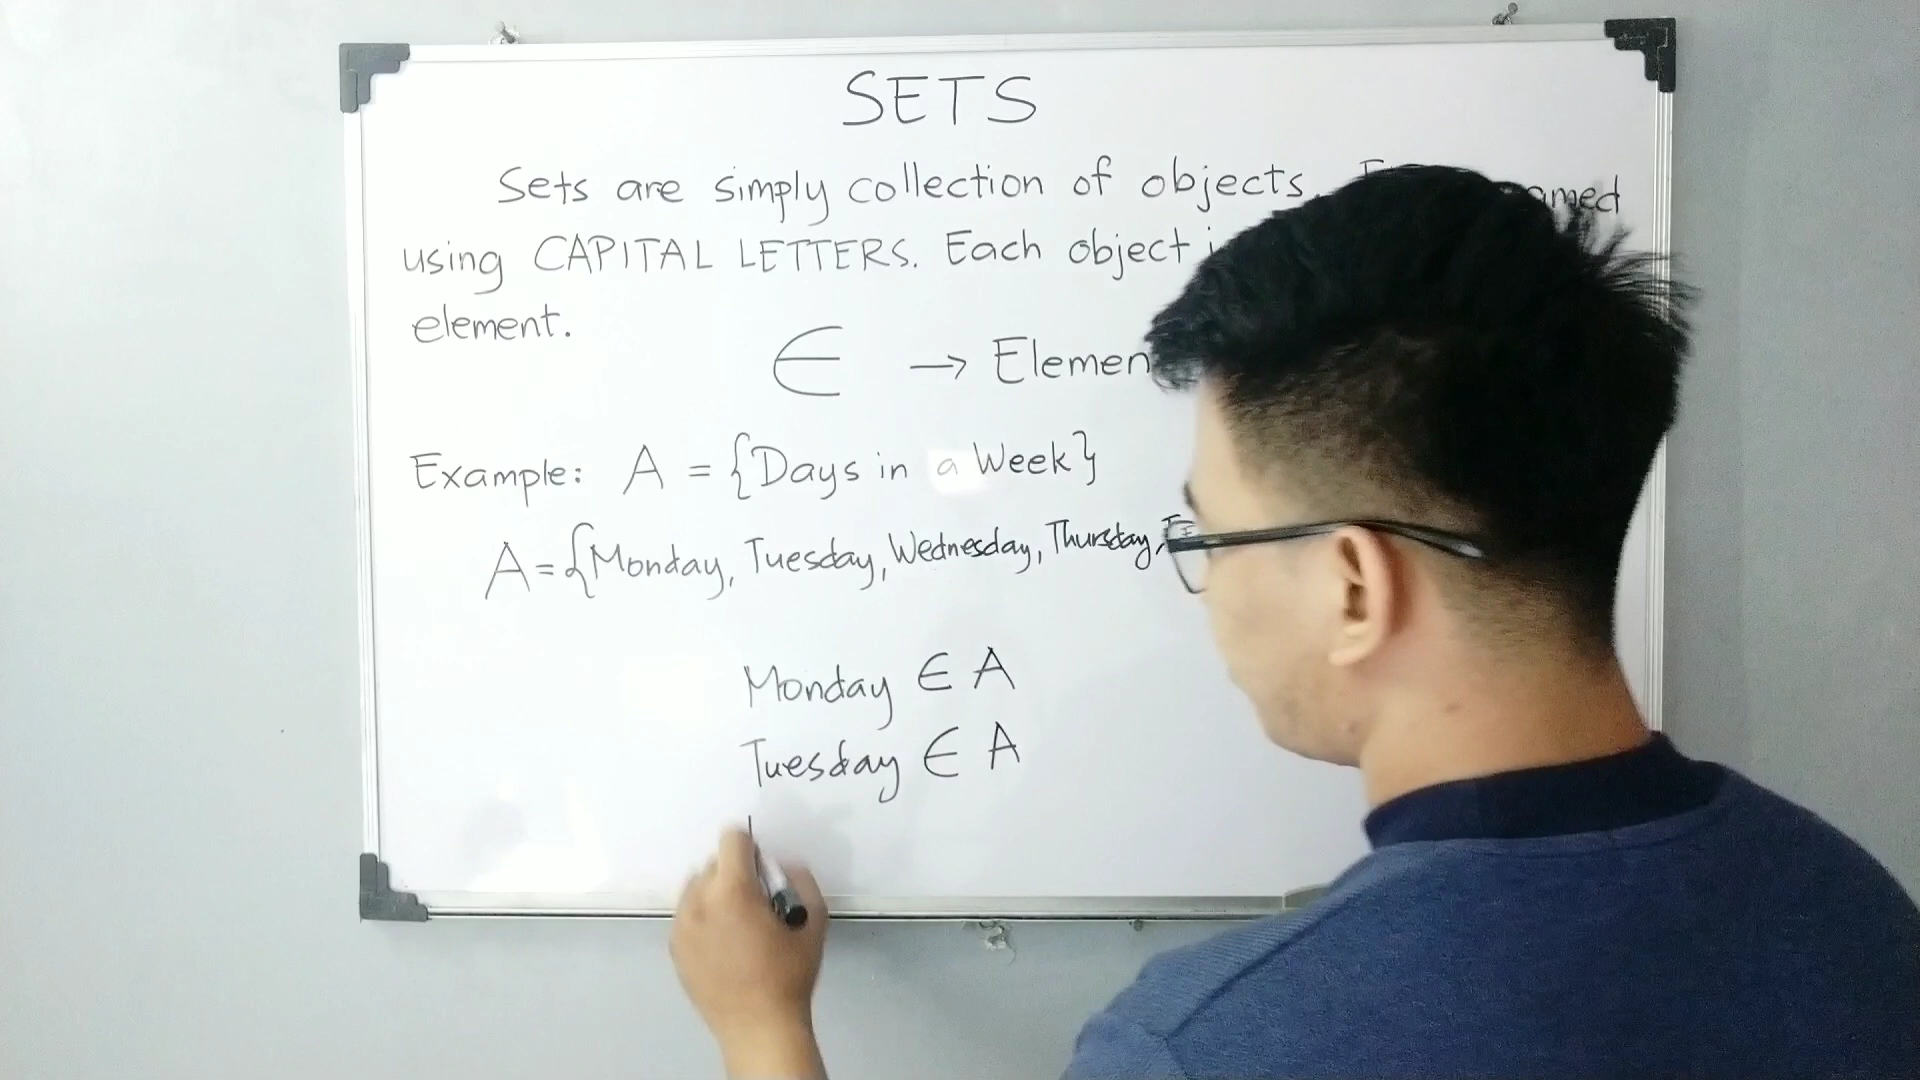 SETS
Sets are simply collection of objects.
using CAPITAL LETTERS. Each object
element.
∈ → Elemen
Example: A = {Days in a Week}
A = {Monday, Tuesday, Wednesday, Thursday,
Monday ∈ A
Tuesday ∈ A